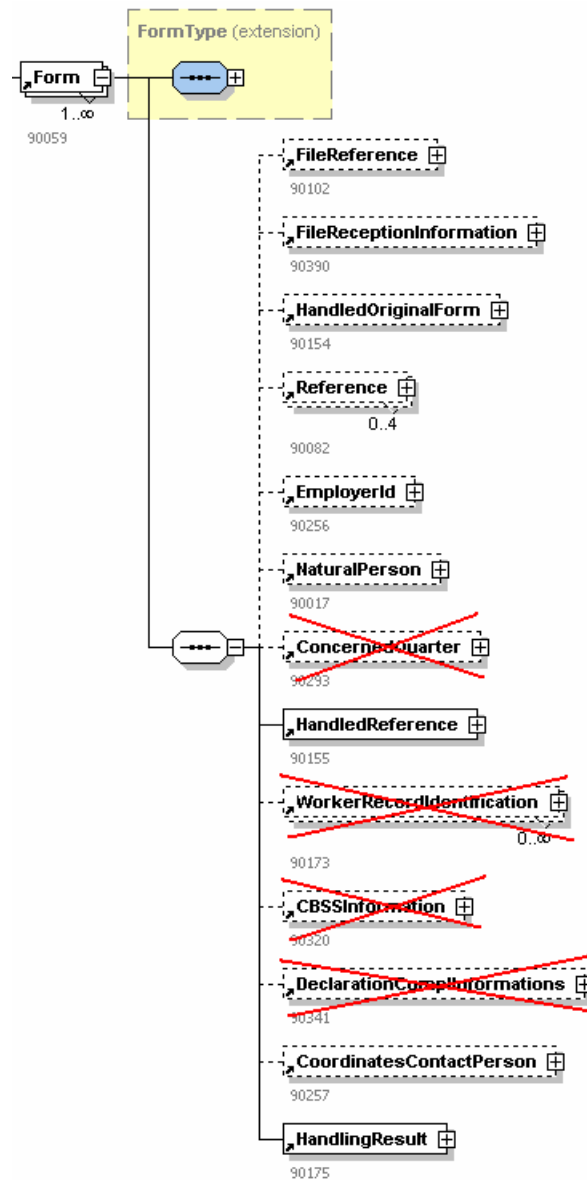 FormType (extension)
Form
1..∞
90059
FileReference
90102
FileReceptionInformation
90390
HandledOriginalForm
90154
Reference
0..4
90082
EmployerId
90256
NaturalPerson
90017
ConcernedQuarter
90293
HandledReference
90155
WorkerRecordIdentification
0..∞
90173
CBSSInformation
90320
DeclarationComplInformations
90341
CoordinatesContactPerson
90257
HandlingResult
90175